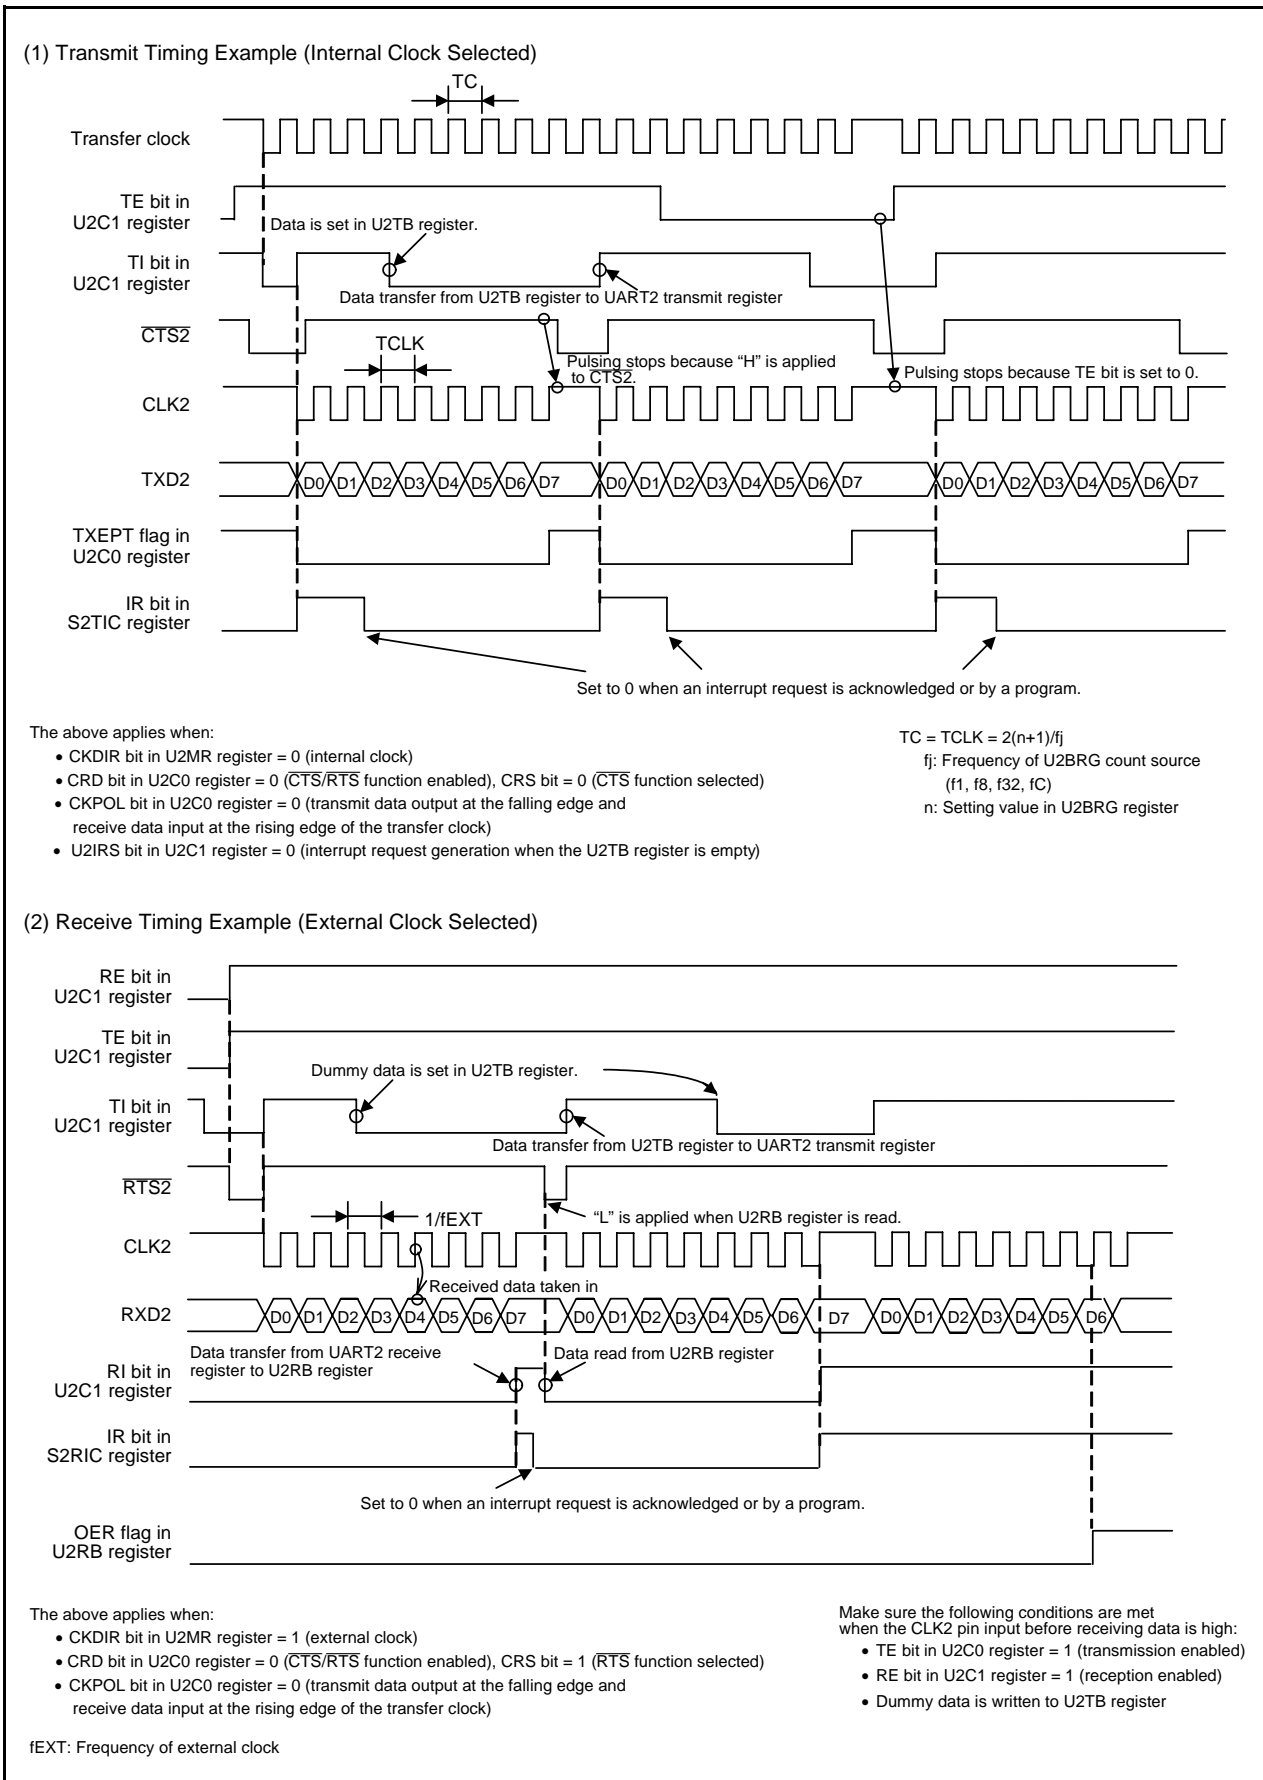 (1) Transmit Timing Example (Internal Clock Selected)
TC
Transfer clock
TE bit in
U2C1 register
Data is set in U2TB register.
TI bit in
U2C1 register
Data transfer from U2TB register to UART2 transmit register
CTS2
TCLK
Pulsing stops because “H” is applied
to CTS2.
Pulsing stops because TE bit is set to 0.
CLK2
TXD2
D0 D1 D2 D3 D4 D5 D6 D7 D0 D1 D2 D3 D4 D5 D6 D7 D0 D1 D2 D3 D4 D5 D6 D7
TXEPT flag in
U2C0 register
IR bit in
S2TIC register
Set to 0 when an interrupt request is acknowledged or by a program.
The above applies when:
• CKDIR bit in U2MR register = 0 (internal clock)
• CRD bit in U2C0 register = 0 (CTS/RTS function enabled), CRS bit = 0 (CTS function selected)
• CKPOL bit in U2C0 register = 0 (transmit data output at the falling edge and
receive data input at the rising edge of the transfer clock)
• U2IRS bit in U2C1 register = 0 (interrupt request generation when the U2TB register is empty)
TC = TCLK = 2(n+1)/fj
fj: Frequency of U2BRG count source
(f1, f8, f32, fC)
n: Setting value in U2BRG register
(2) Receive Timing Example (External Clock Selected)
RE bit in
U2C1 register
TE bit in
U2C1 register
Dummy data is set in U2TB register.
TI bit in
U2C1 register
Data transfer from U2TB register to UART2 transmit register
RTS2
1/fEXT
“L” is applied when U2RB register is read.
CLK2
Received data taken in
RXD2
D0 D1 D2 D3 D4 D5 D6 D7 D0 D1 D2 D3 D4 D5 D6 D7 D0 D1 D2 D3 D4 D5 D6
Data transfer from UART2 receive
register to U2RB register
Data read from U2RB register
RI bit in
U2C1 register
IR bit in
S2RIC register
Set to 0 when an interrupt request is acknowledged or by a program.
OER flag in
U2RB register
The above applies when:
• CKDIR bit in U2MR register = 1 (external clock)
• CRD bit in U2C0 register = 0 (CTS/RTS function enabled), CRS bit = 1 (RTS function selected)
• CKPOL bit in U2C0 register = 0 (transmit data output at the falling edge and
receive data input at the rising edge of the transfer clock)
fEXT: Frequency of external clock
Make sure the following conditions are met
when the CLK2 pin input before receiving data is high:
• TE bit in U2C0 register = 1 (transmission enabled)
• RE bit in U2C1 register = 1 (reception enabled)
• Dummy data is written to U2TB register